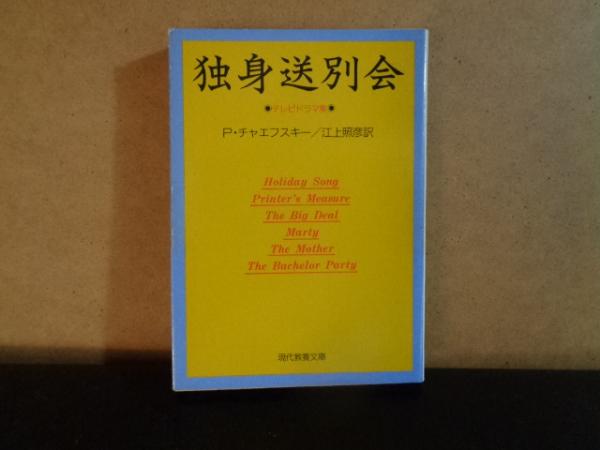 独身送別会
●テレビドラマ集●
P・チャエフスキー/江上照彦訳
Holiday Song
Printer's Measure
The Big Deal
Marty
The Mother
The Bachelor Party
現代教養文庫